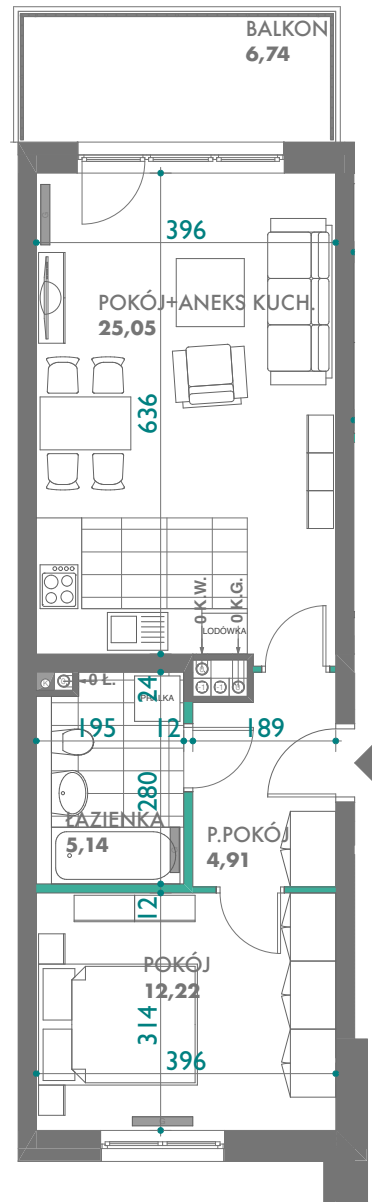 BALKON
6,74
396
POKÓJ+ANEKS KUCH.
25,05
636
0 K.W.
0 K.G.
LODÓWKA
0 Ł.
24
PRALKA
195
12
189
280
ŁAZIENKA
5,14
P.POKÓJ
4,91
12
POKÓJ
12,22
314
396